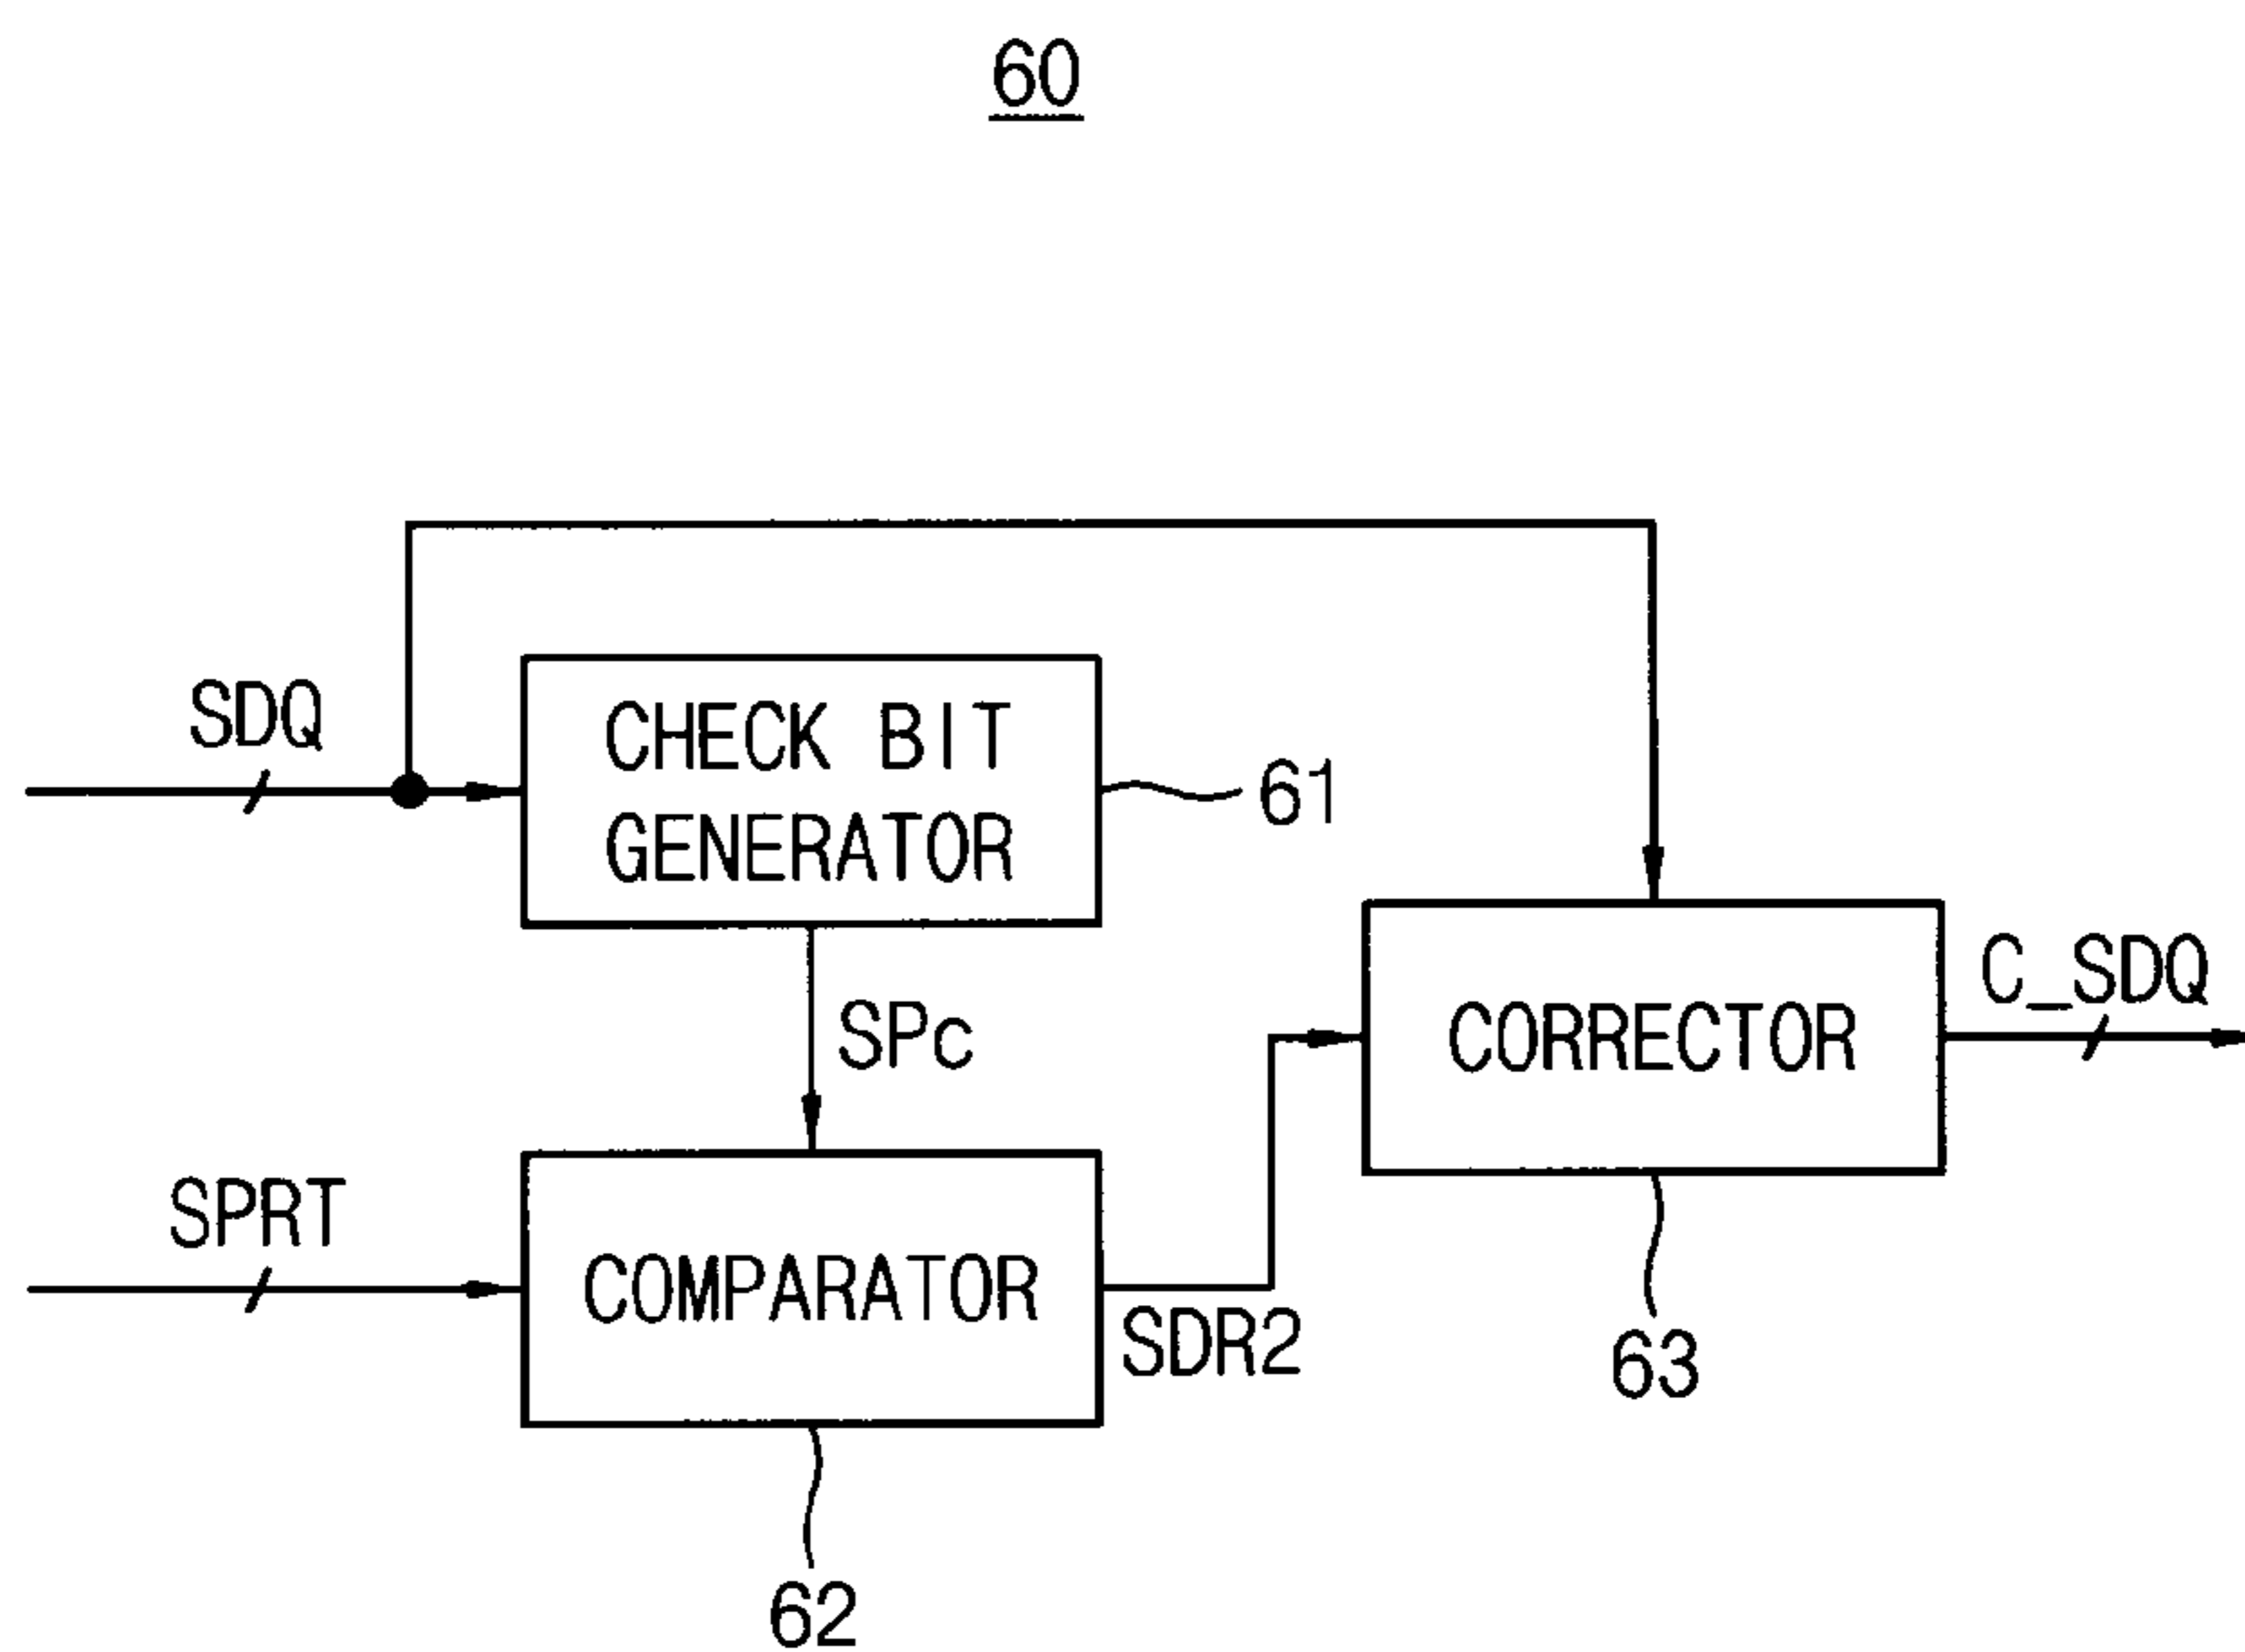 60
SDQ
CHECK BIT
GENERATOR
61
SPc
C_SDQ
CORRECTOR
SPRT
COMPARATOR
SDR2
63
62